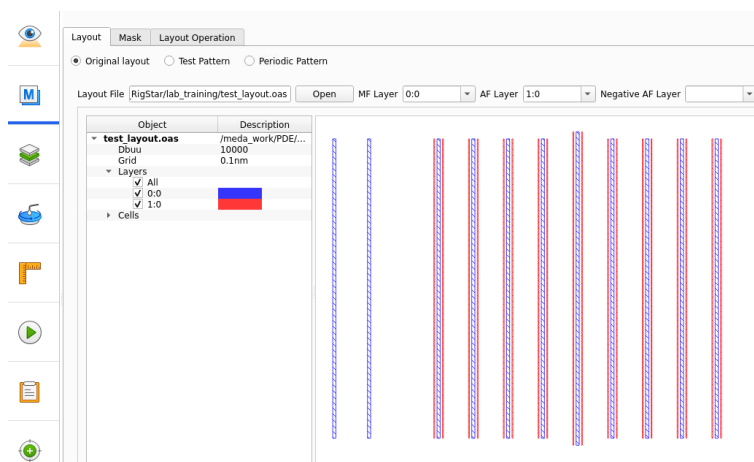 Layout Mask Layout Operation
Original layout Test Pattern Periodic Pattern
M
Layout File RigStar/lab_training/test_layout.oas Open MF Layer 0:0 AF Layer 1:0 Negative AF Layer
Object Description
test_layout.oas /meda_work/PDE/...
Dbuu 10000
Grid 0.1nm
Layers
All
0:0
1:0
Cells